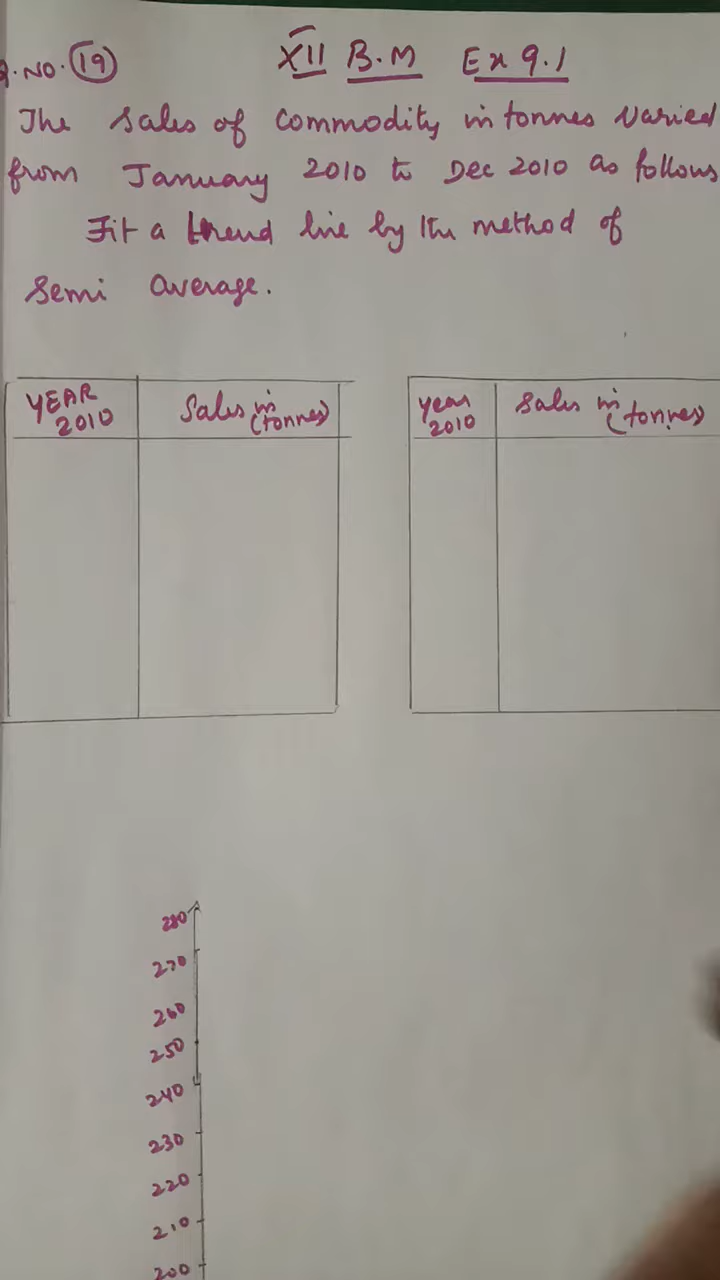 Q.NO. 19 XII B.M Ex 9.1
The Sales of Commodity in tonnes varied
from January 2010 to Dec 2010 as follows
Fit a trend line by the method of
Semi Average.
YEAR 2010 Sales in (tonnes)
year 2010 Sales in (tonnes)
280
270
260
250
240
230
220
210
200